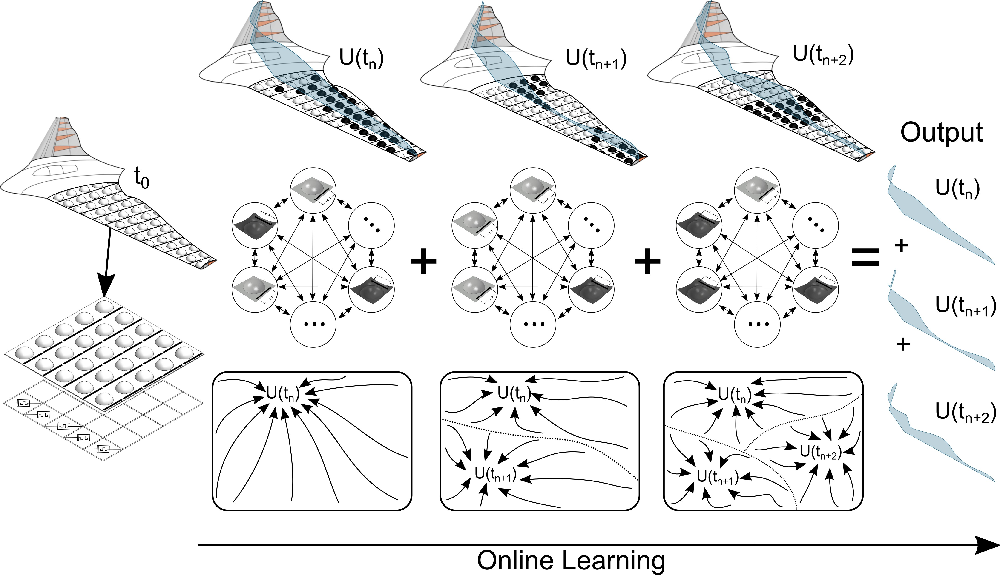 U(tn)
U(tn+1)
U(tn+2)
Output
t0
U(tn)
+
+
=
+
U(tn+1)
+
U(tn+2)
U(tn)
U(tn)
U(tn+1)
U(tn)
U(tn+1)
U(tn+2)
Online Learning